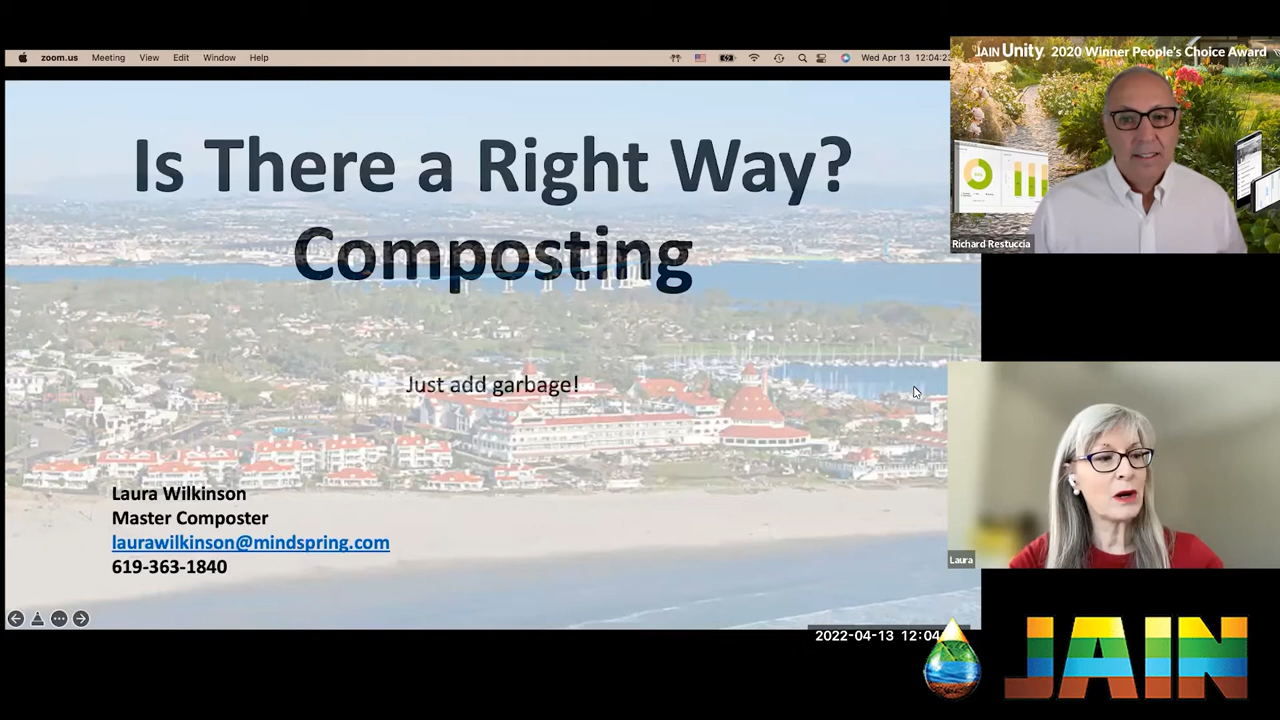 zoom.us Meeting View Edit Window Help
Wed Apr 13 12:04:23
JAIN Unity. 2020 Winner People's Choice Award
Is There a Right Way?
Composting
Just add garbage!
Richard Restuccia
Laura Wilkinson
Master Composter
laurawilkinson@mindspring.com
619-363-1840
Laura
2022-04-13 12:04
JAIN